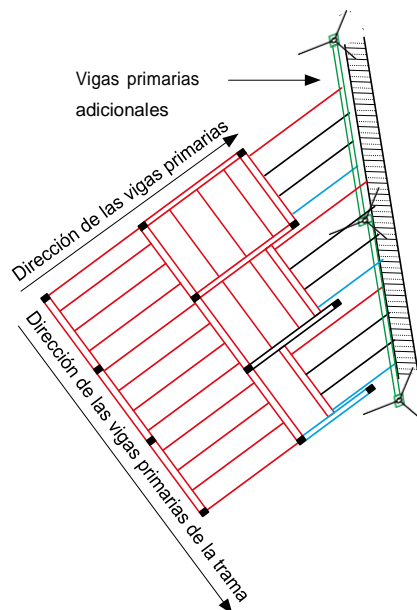 Vigas primarias
adicionales
Dirección de las vigas primarias
Dirección de las vigas primarias de la trama